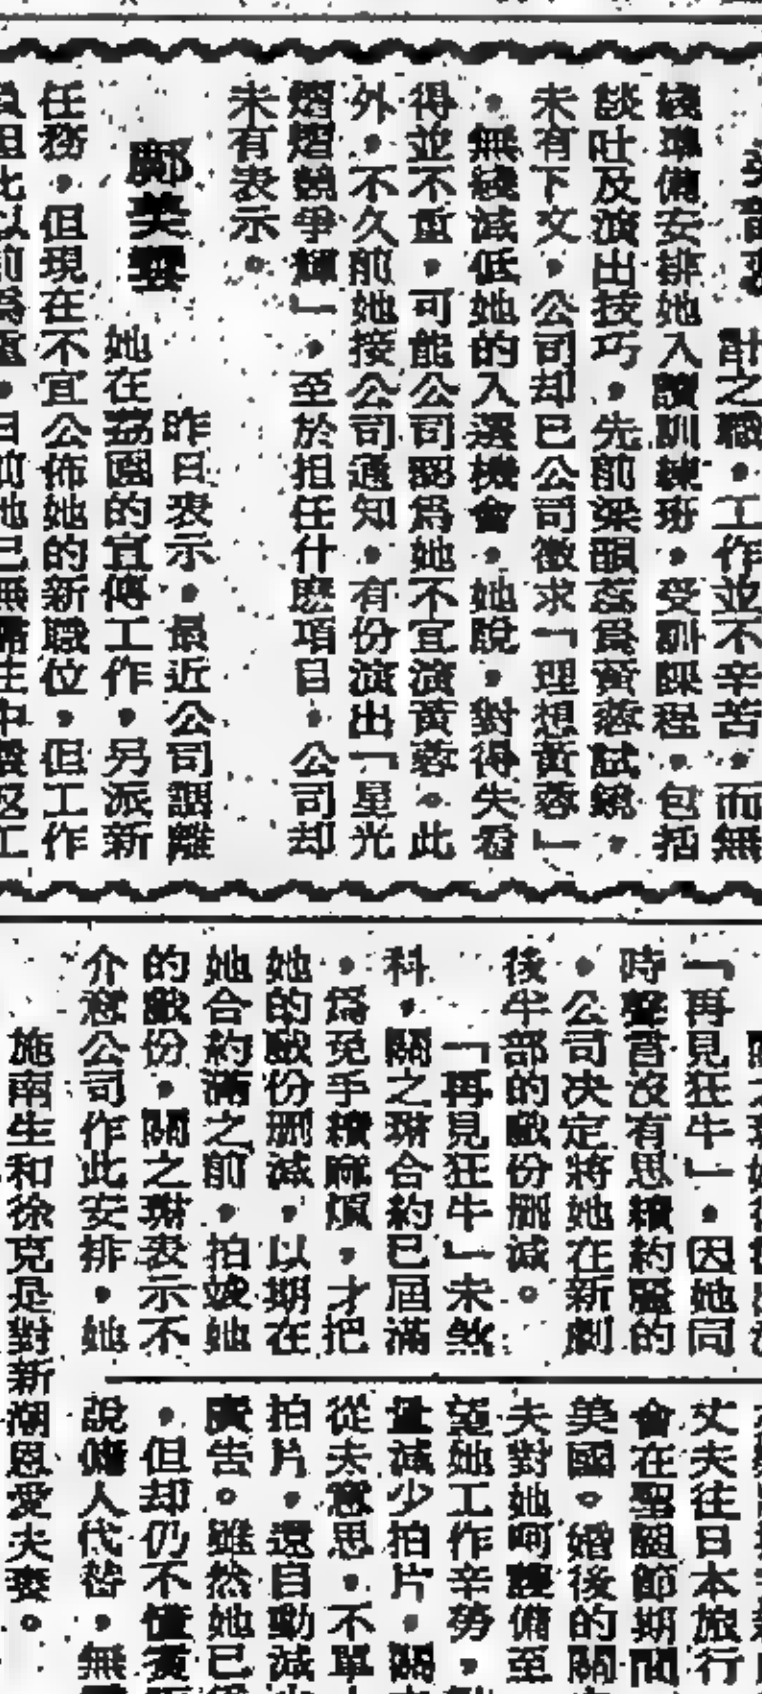 計之職。工作並不辛苦。而無
綫準備安排她入讀訓練班。受訓課程。包括
談吐及演出技巧。先前梁韻蕊為黃蓉試鏡。
未有下文。公司却已公司徵求「理想黃蓉」
。無綫減低她的入選機會。她說。對得失看
得並不重。可能公司認為她不宜演黃蓉。此
外。不久前她接公司通知。有份演出「星光
熠熠競爭輝」。至於担任什麼項目。公司却
未有表示。
鄺美雲
昨日表示。最近公司調離
她在荔園的宣傳工作。另派新
任務。但現在不宜公佈她的新職位。但工作
「再見狂牛」。因她同
時聲言沒有思續約麗的
。公司决定將她在新劇
後半部的戲份删減。
「再見狂牛」未煞
科。關之琳合約已屆滿
。為免手續麻煩。才把
她的戲份删減。以期在
她合約滿之前。拍竣她
的戲份。關之琳表示不
介意公司作此安排。她
丈夫往日本旅行
會在聖誕節期間
美國。婚後的關
夫對她呵護備至
望她工作辛勞。
量減少拍片。關
從夫意思。不單
拍片。還自動減
廣告。雖然她已
。但却仍不懂
說傭人代替。無
施南生和徐克是對新潮恩愛夫妻。